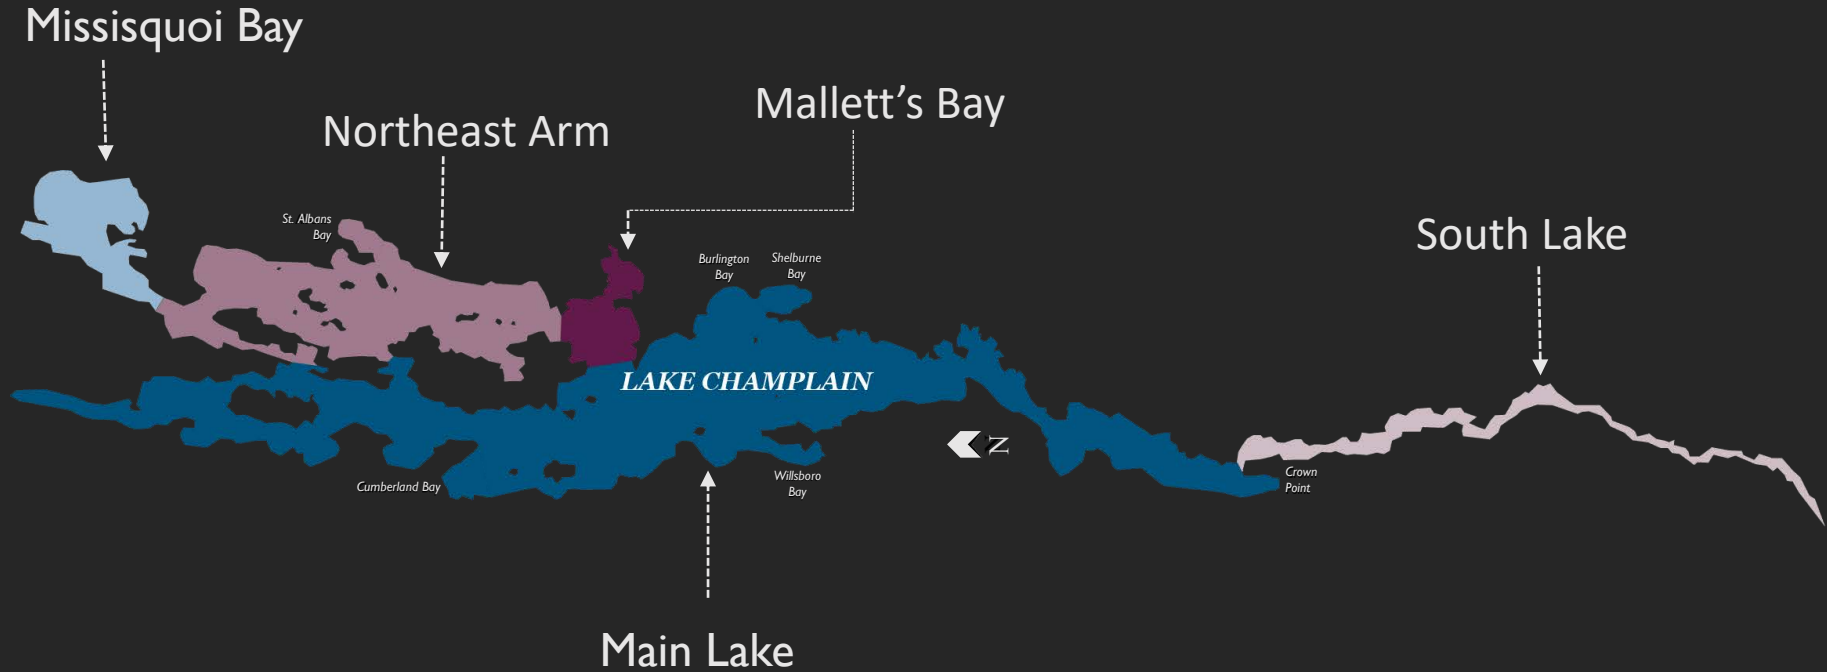 Missisquoi Bay
Northeast Arm
Mallett’s Bay
South Lake
St. Albans
Bay
Burlington
Bay
Shelburne
Bay
LAKE CHAMPLAIN
N
Cumberland Bay
Willsboro
Bay
Crown
Point
Main Lake